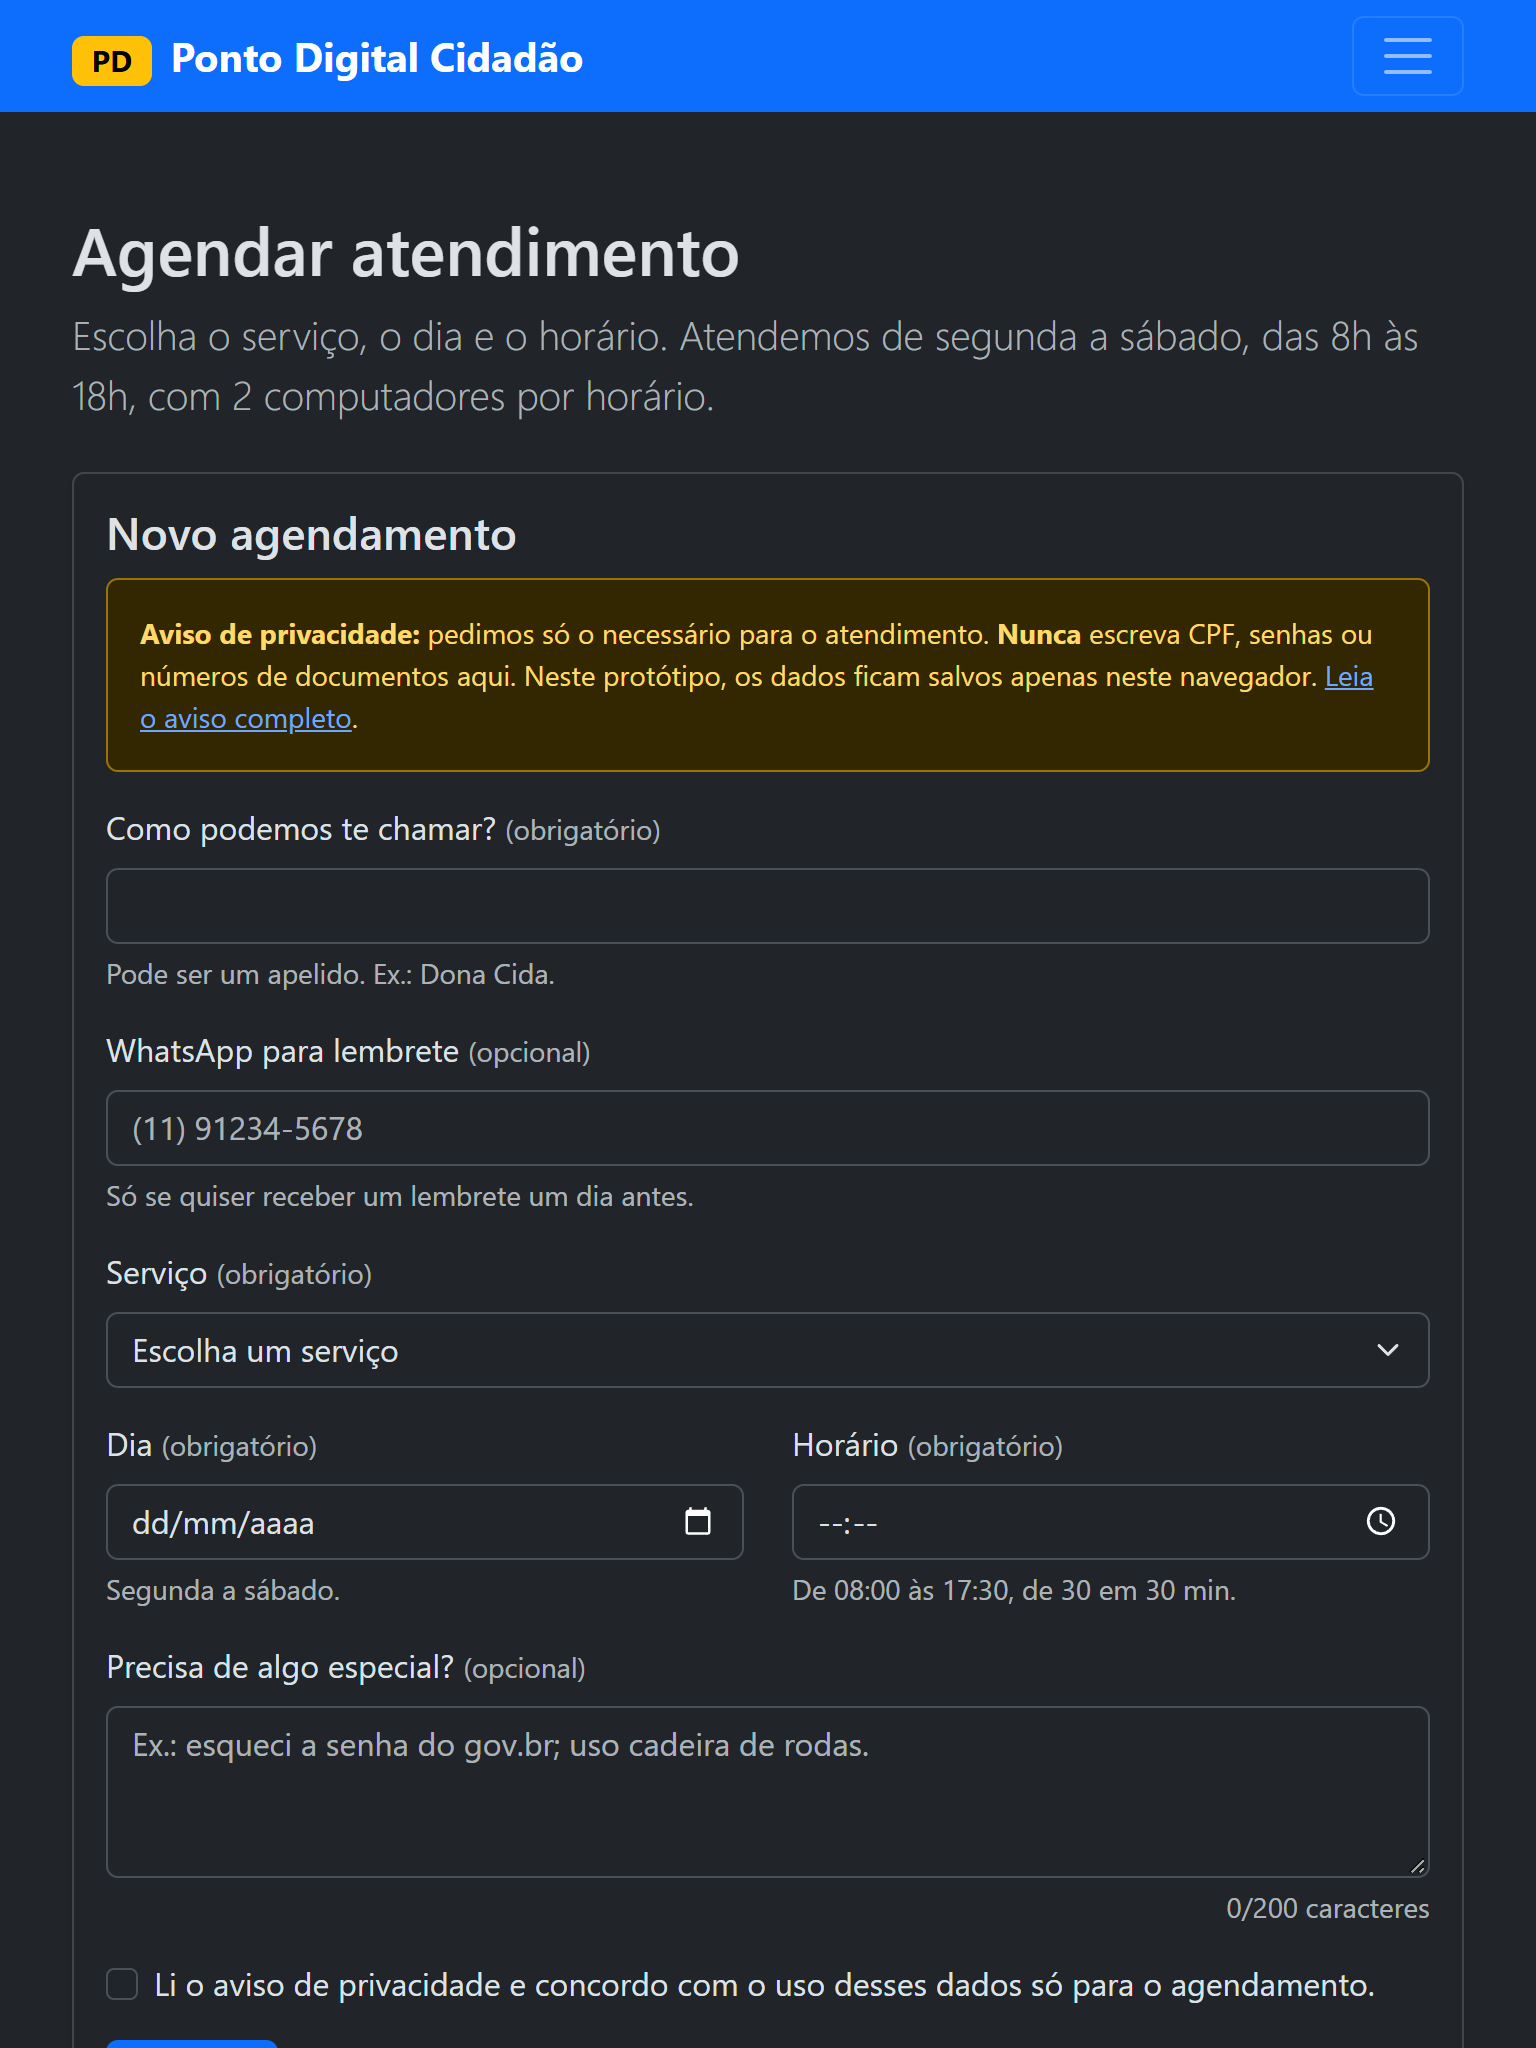 PD Ponto Digital Cidadão
Agendar atendimento
Escolha o serviço, o dia e o horário. Atendemos de segunda a sábado, das 8h às
18h, com 2 computadores por horário.
Novo agendamento
Aviso de privacidade: pedimos só o necessário para o atendimento. Nunca escreva CPF, senhas ou
números de documentos aqui. Neste protótipo, os dados ficam salvos apenas neste navegador. Leia
o aviso completo.
Como podemos te chamar? (obrigatório)
Pode ser um apelido. Ex.: Dona Cida.
WhatsApp para lembrete (opcional)
(11) 91234-5678
Só se quiser receber um lembrete um dia antes.
Serviço (obrigatório)
Escolha um serviço
Dia (obrigatório)
dd/mm/aaaa
Segunda a sábado.
Horário (obrigatório)
--:--
De 08:00 às 17:30, de 30 em 30 min.
Precisa de algo especial? (opcional)
Ex.: esqueci a senha do gov.br; uso cadeira de rodas.
0/200 caracteres
Li o aviso de privacidade e concordo com o uso desses dados só para o agendamento.